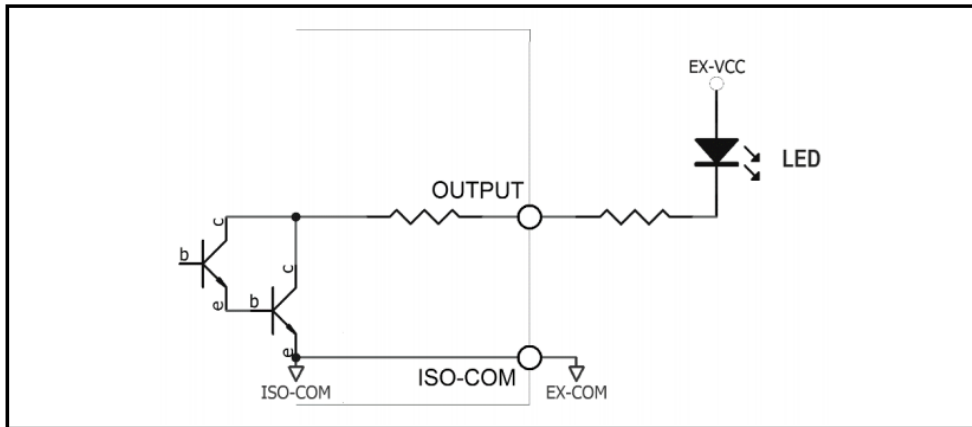 EX-VCC
LED
OUTPUT
c
b
c
e
b
e
ISO-COM
ISO-COM
EX-COM